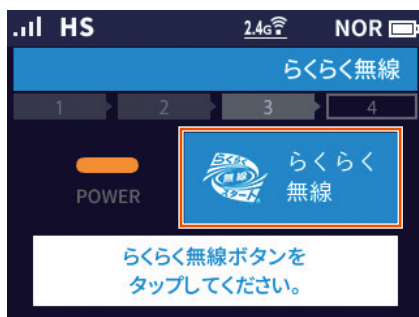 HS 2.4G NOR
らくらく無線
1 2 3 4
らくらく
無線
スタート
POWER
らくらく
無線
らくらく無線ボタンを
タップしてください。